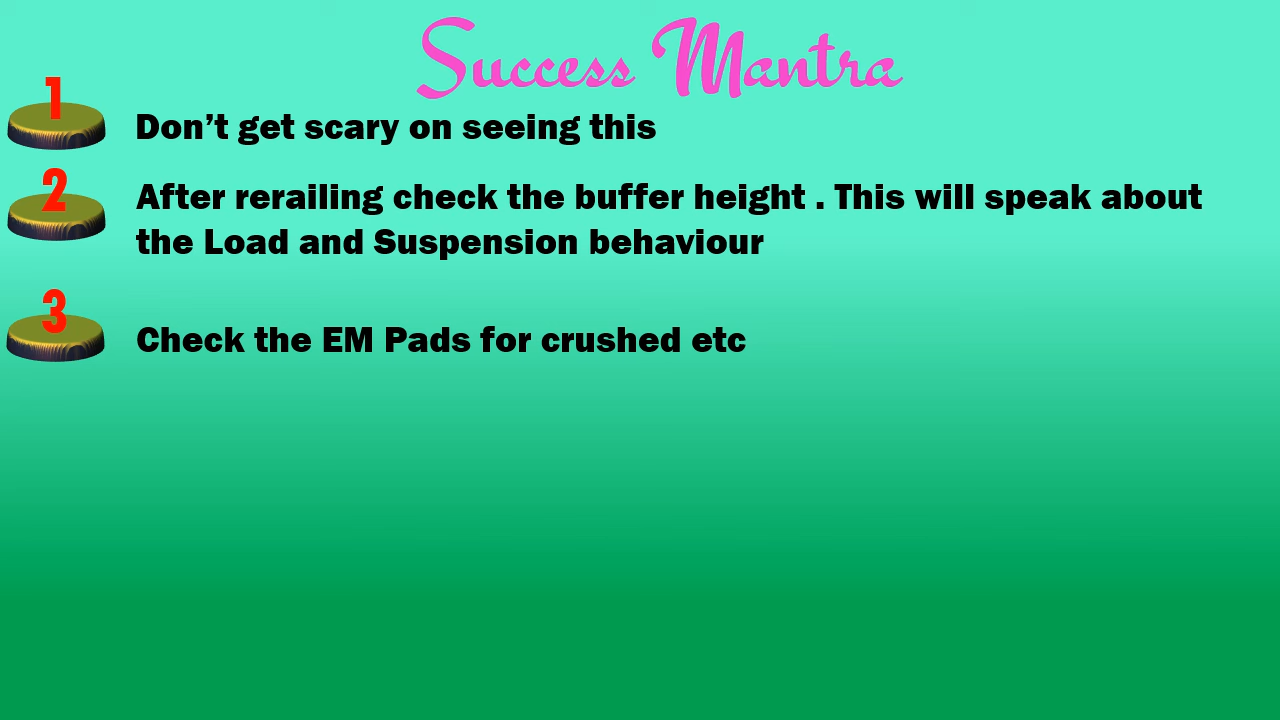 Success Mantra
1
Don’t get scary on seeing this
2
After rerailing check the buffer height . This will speak about
the Load and Suspension behaviour
3
Check the EM Pads for crushed etc